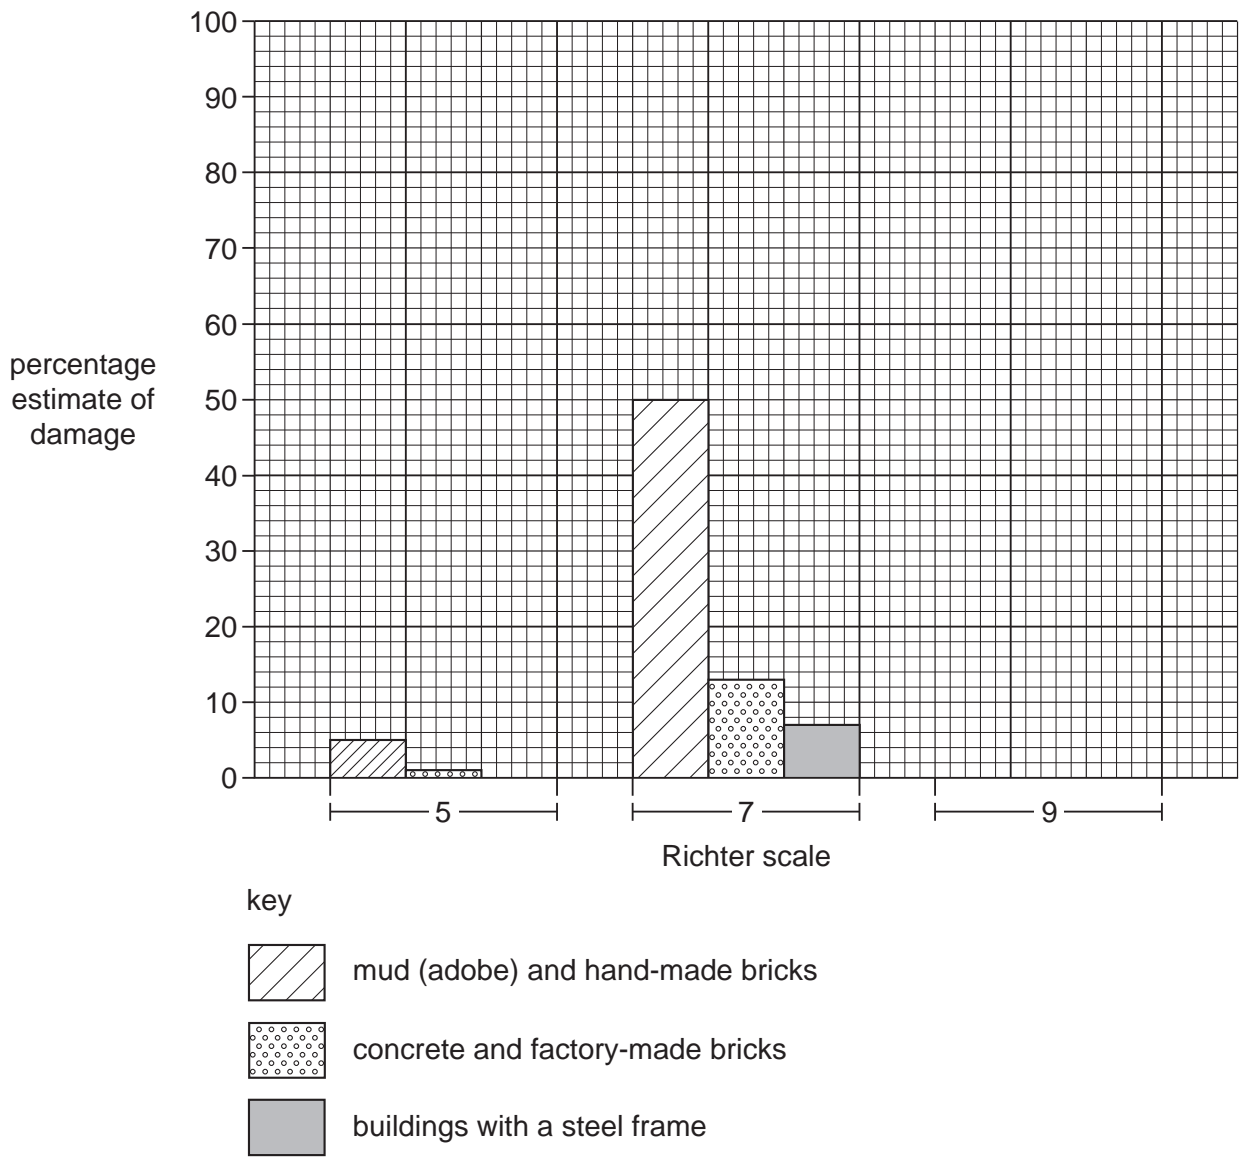 100
90
80
70
60
percentage
estimate of
damage
50
40
30
20
10
0
5
7
9
Richter scale
key
mud (adobe) and hand-made bricks
concrete and factory-made bricks
buildings with a steel frame